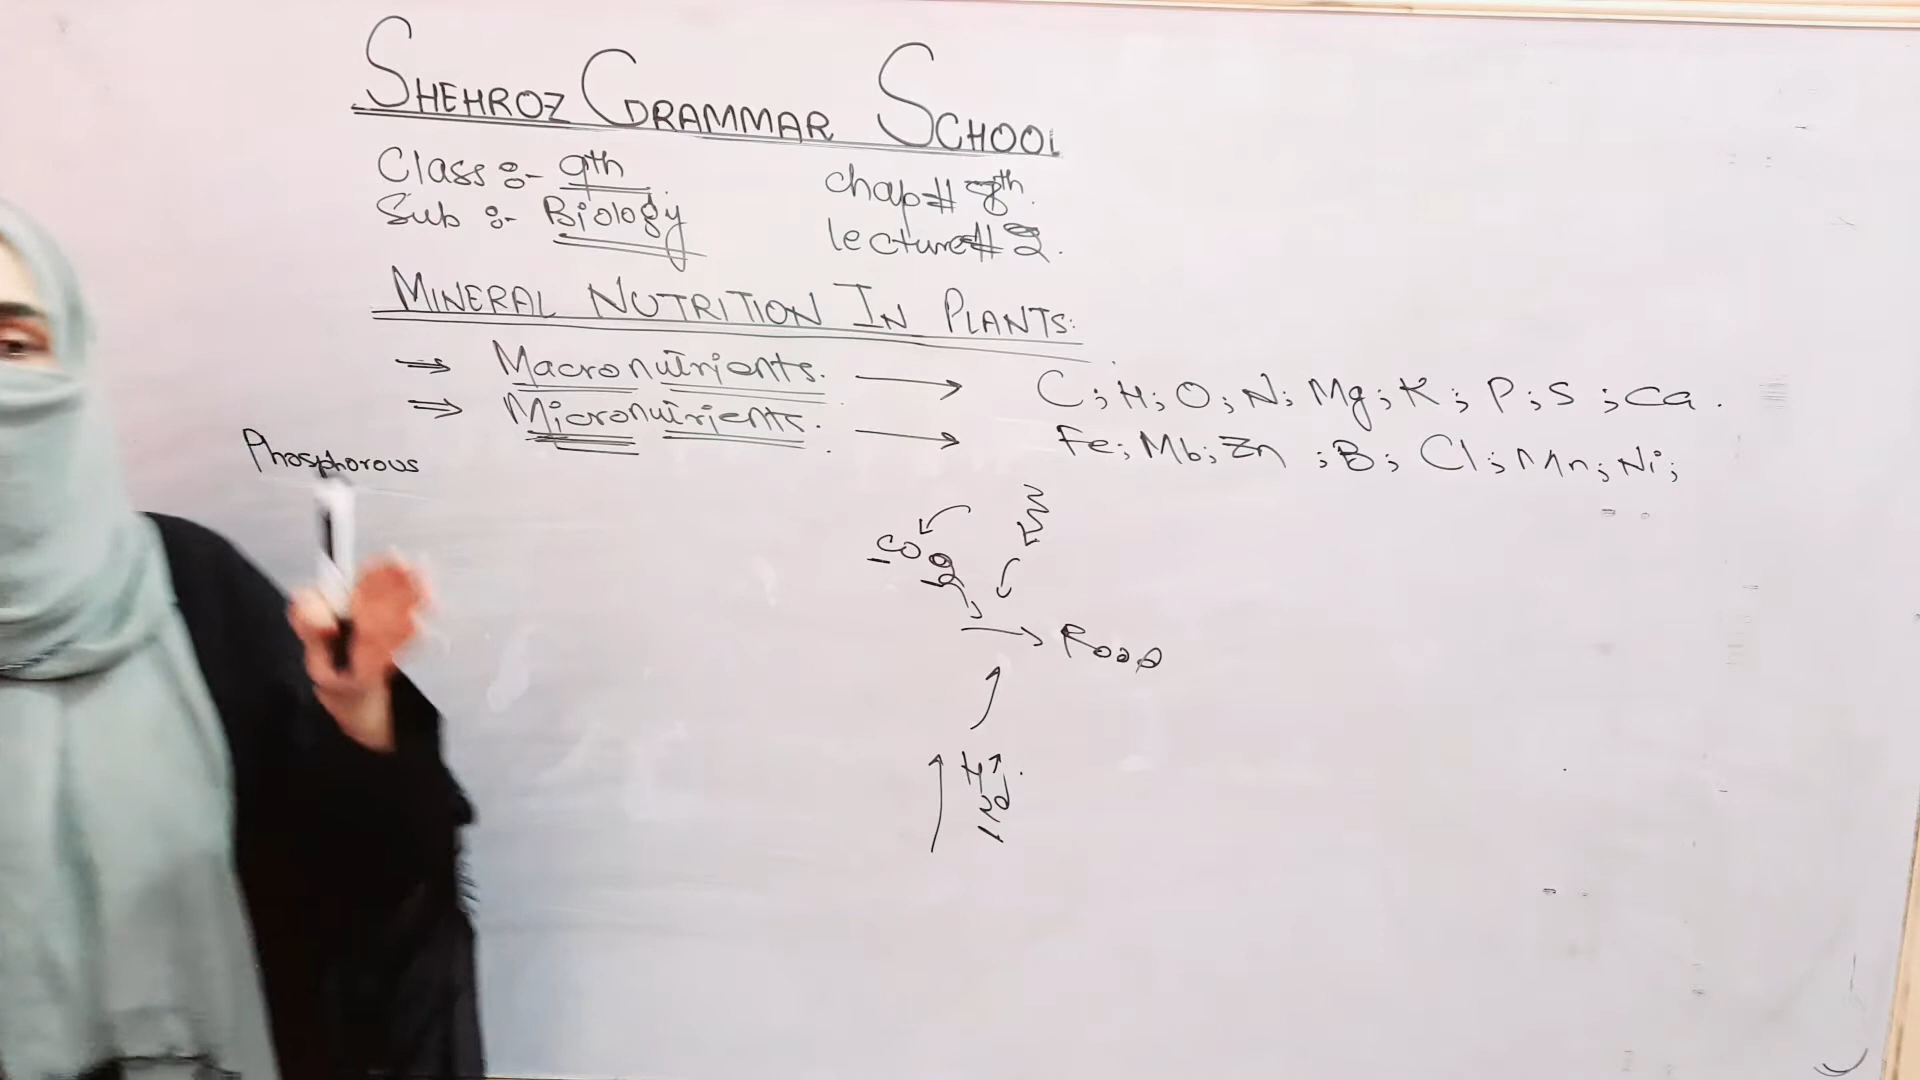 SHEHROZ GRAMMAR SCHOOL
Class :- 9th
chap# 8th.
Sub :- Biology
lecture# 2.
MINERAL NUTRITION IN PLANTS:
⇒ Macronutrients. → C; H; O; N; Mg; K; P; S; Ca.
⇒ Micronutrients. → Fe; Mb; Zn; B; Cl; Mn; Ni;
Phosphorous
CO2
→ Food